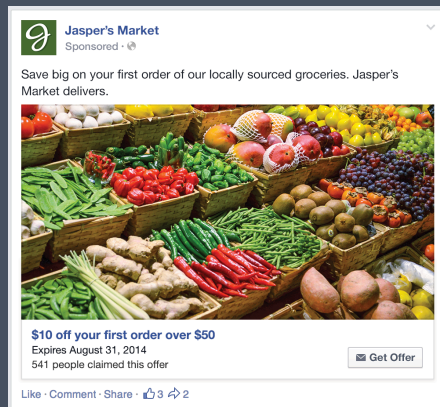 Jasper's Market
Sponsored ·
Save big on your first order of our locally sourced groceries. Jasper's
Market delivers.
$10 off your first order over $50
Expires August 31, 2014
541 people claimed this offer
Get Offer
Like · Comment · Share · 3 2